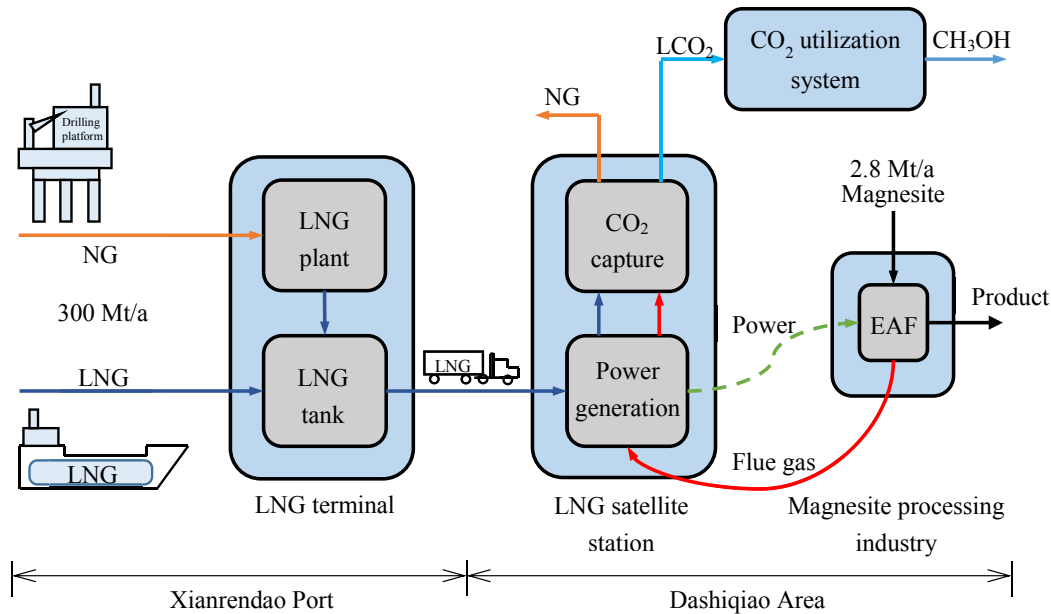 LCO₂
CO₂ utilization
system
CH₃OH
NG
Drilling
platform
2.8 Mt/a
Magnesite
LNG
plant
CO₂
capture
NG
300 Mt/a
Product
EAF
Power
LNG
LNG
tank
LNG
Power
generation
LNG
Flue gas
LNG terminal
LNG satellite
station
Magnesite processing
industry
Xianrendao Port
Dashiqiao Area